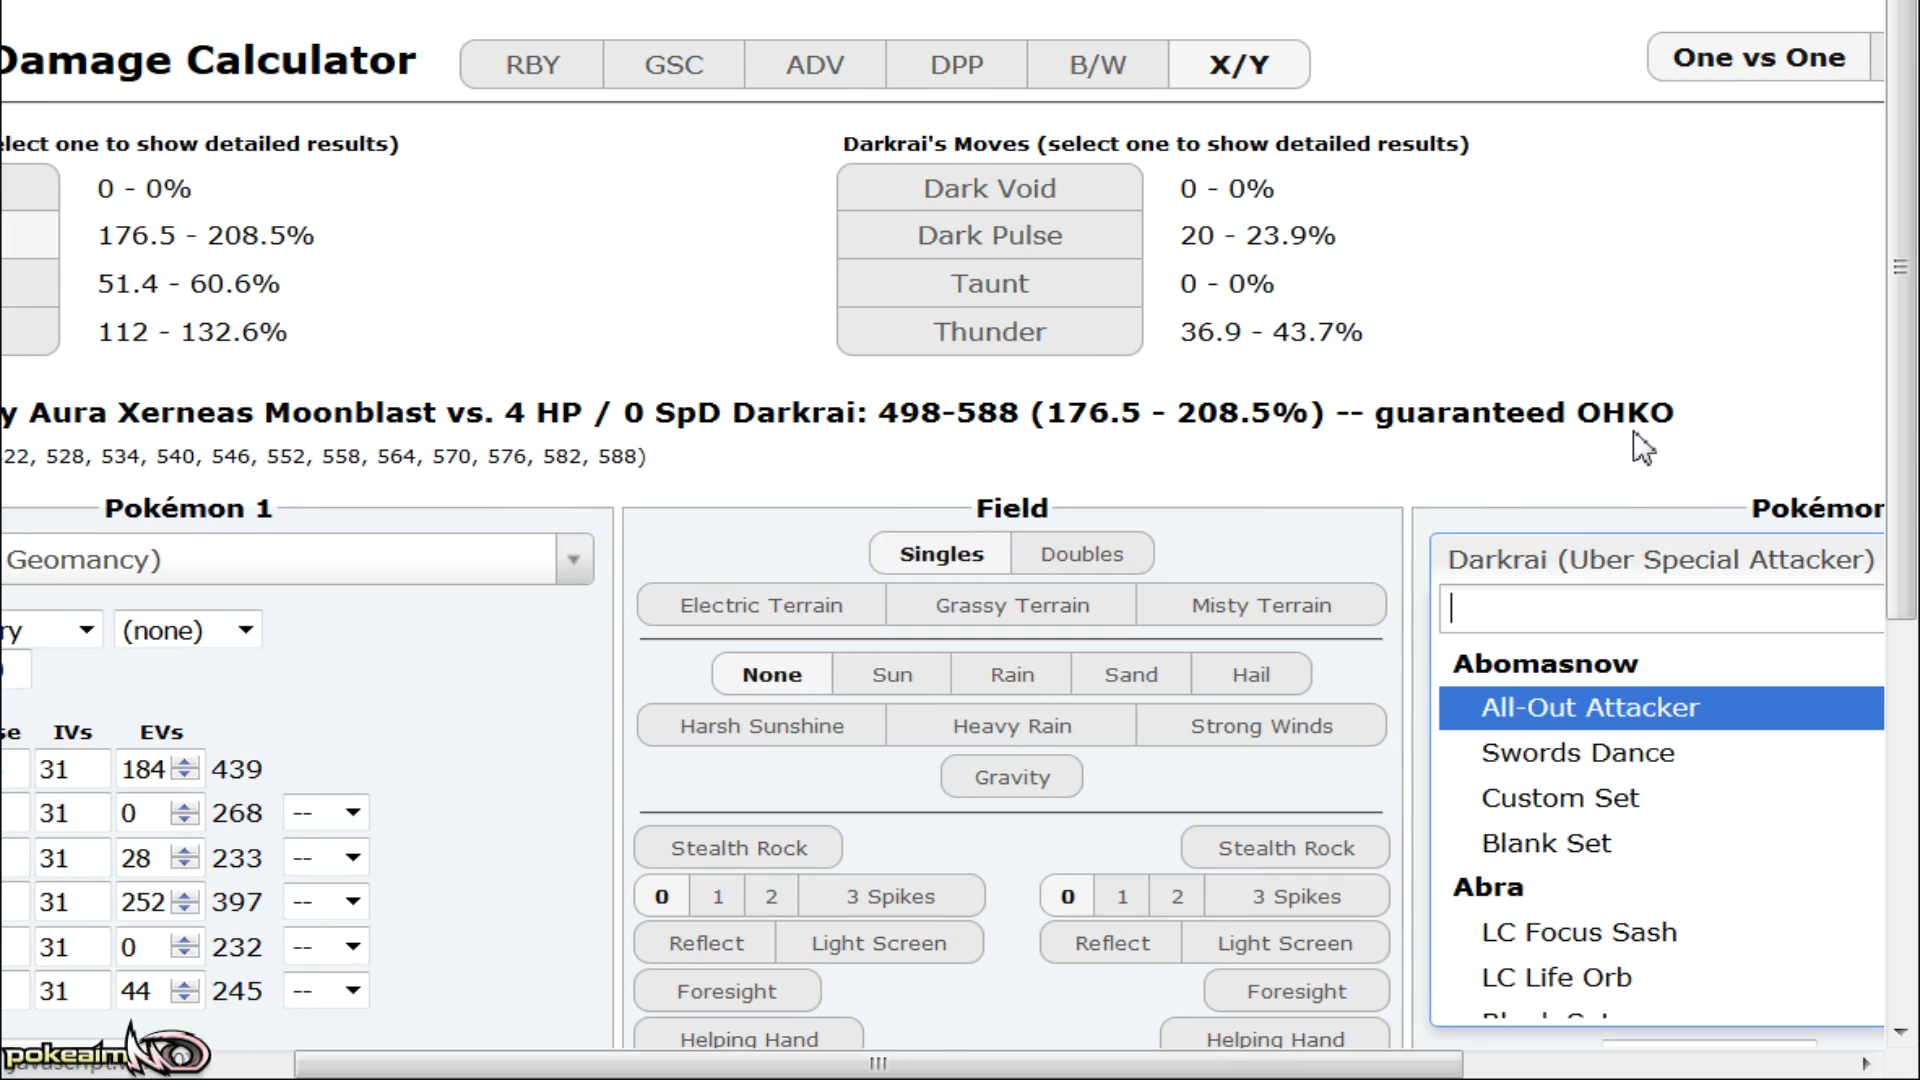 Damage Calculator
RBY GSC ADV DPP B/W X/Y
One vs One
elect one to show detailed results)
Darkrai's Moves (select one to show detailed results)
0 - 0%
Dark Void 0 - 0%
176.5 - 208.5%
Dark Pulse 20 - 23.9%
51.4 - 60.6%
Taunt 0 - 0%
112 - 132.6%
Thunder 36.9 - 43.7%
y Aura Xerneas Moonblast vs. 4 HP / 0 SpD Darkrai: 498-588 (176.5 - 208.5%) -- guaranteed OHKO
22, 528, 534, 540, 546, 552, 558, 564, 570, 576, 582, 588)
Pokémon 1
Geomancy)
ry (none)
se IVs EVs
31 184 439
31 0 268 --
31 28 233 --
31 252 397 --
31 0 232 --
31 44 245 --
Field
Singles Doubles
Electric Terrain Grassy Terrain Misty Terrain
None Sun Rain Sand Hail
Harsh Sunshine Heavy Rain Strong Winds
Gravity
Stealth Rock Stealth Rock
0 1 2 3 Spikes 0 1 2 3 Spikes
Reflect Light Screen Reflect Light Screen
Foresight Foresight
Helping Hand Helping Hand
Pokémon
Darkrai (Uber Special Attacker)
Abomasnow
All-Out Attacker
Swords Dance
Custom Set
Blank Set
Abra
LC Focus Sash
LC Life Orb
pokeaim